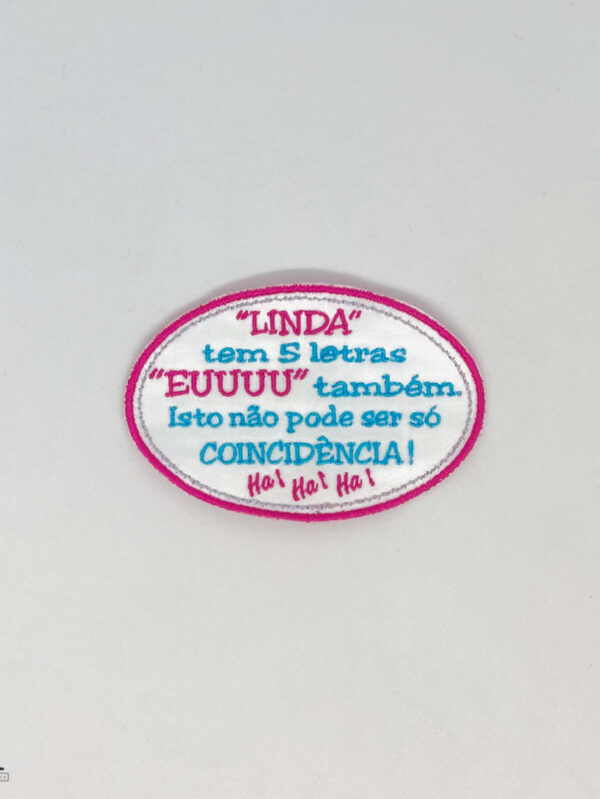 "LINDA"
tem 5 letras
"EUUUU" também.
Isto não pode ser só
COINCIDÊNCIA!
Ha! Ha! Ha!